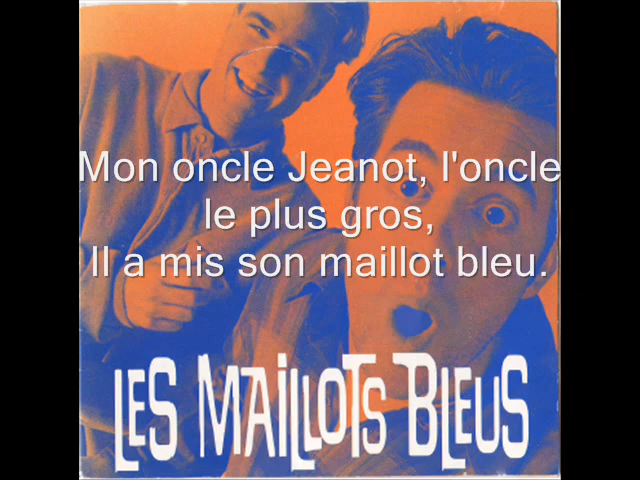 Mon oncle Jeanot, l'oncle
le plus gros,
Il a mis son maillot bleu.
LES MAILLOTS BLEUS